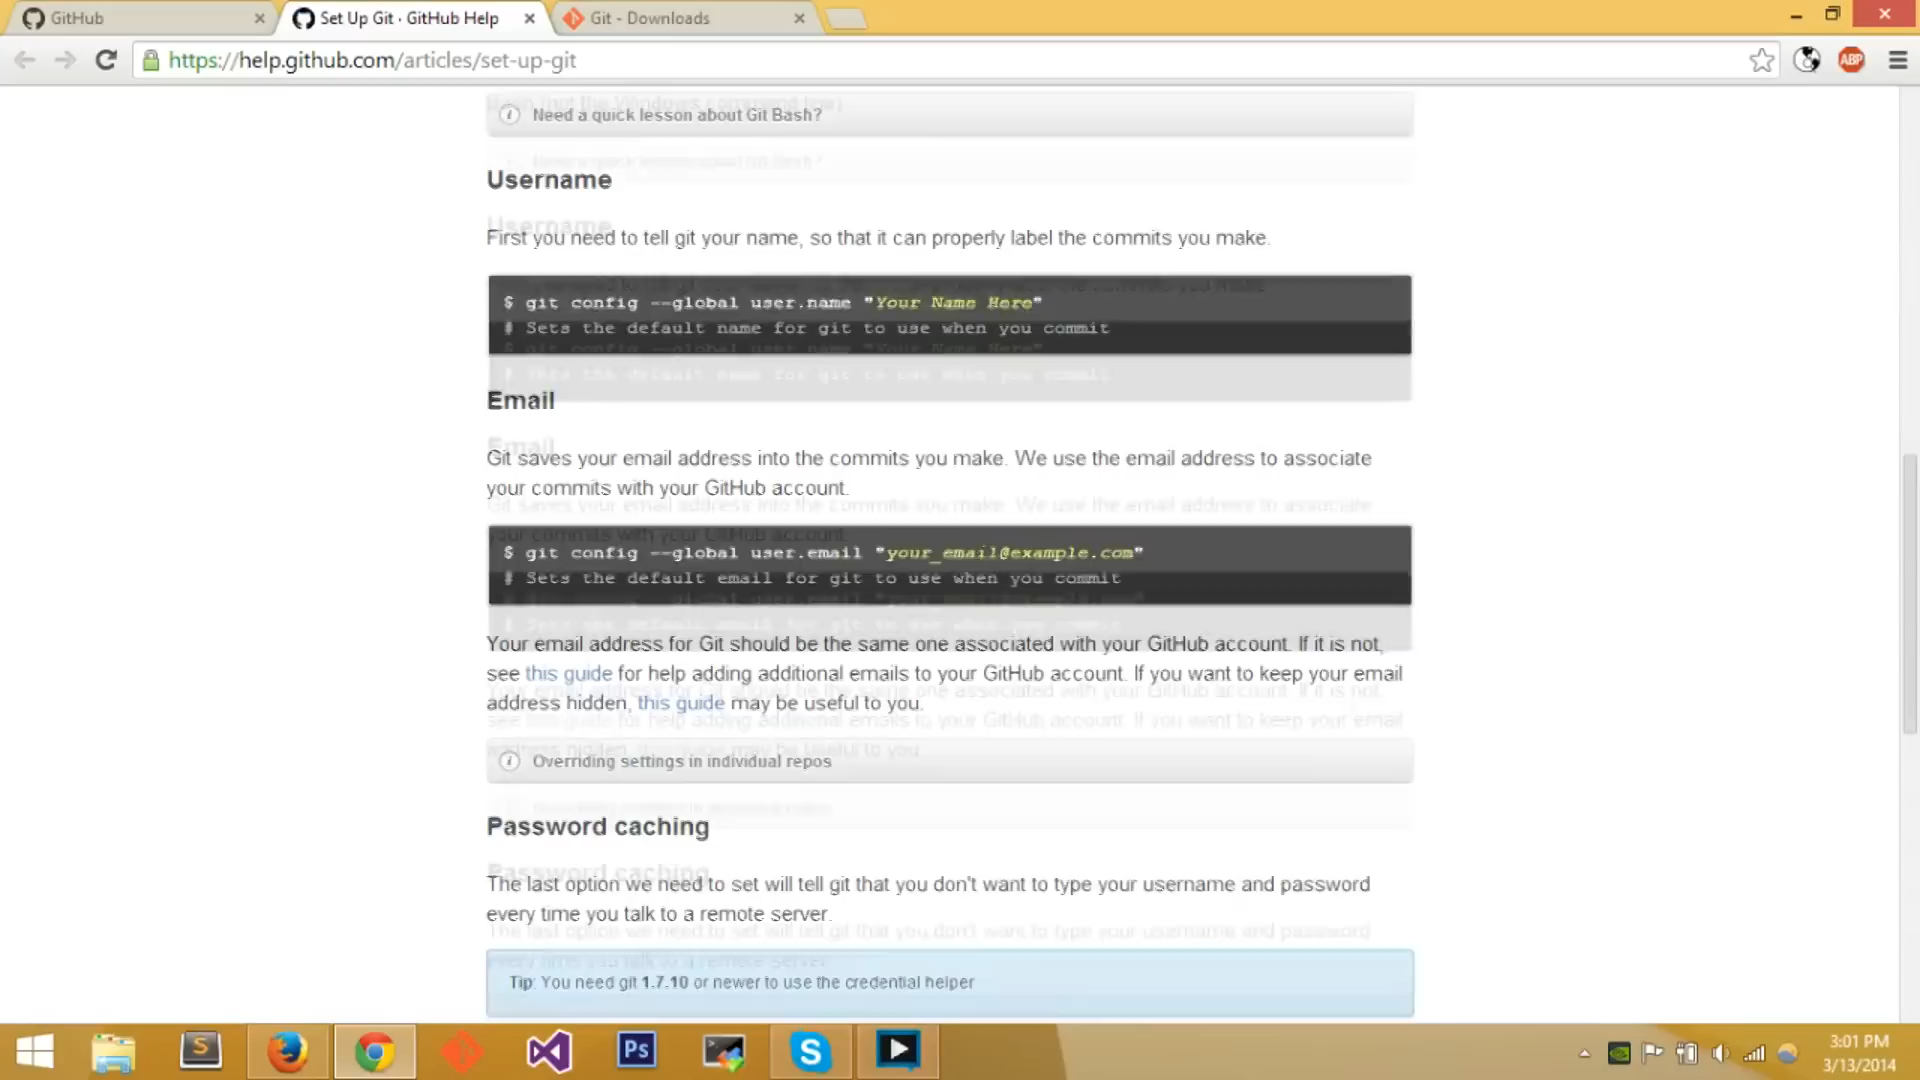 GitHub
Set Up Git · GitHub Help
Git - Downloads
https://help.github.com/articles/set-up-git
ABP
Bash (not the Windows command line)
Need a quick lesson about Git Bash?
Username
First you need to tell git your name, so that it can properly label the commits you make.
$ git config --global user.name "Your Name Here"
# Sets the default name for git to use when you commit
Email
Git saves your email address into the commits you make. We use the email address to associate
your commits with your GitHub account.
$ git config --global user.email "your_email@example.com"
# Sets the default email for git to use when you commit
Your email address for Git should be the same one associated with your GitHub account. If it is not,
see this guide for help adding additional emails to your GitHub account. If you want to keep your email
address hidden, this guide may be useful to you.
Overriding settings in individual repos
Password caching
The last option we need to set will tell git that you don't want to type your username and password
every time you talk to a remote server.
Tip: You need git 1.7.10 or newer to use the credential helper
S
Ps
S
3:01 PM
3/13/2014